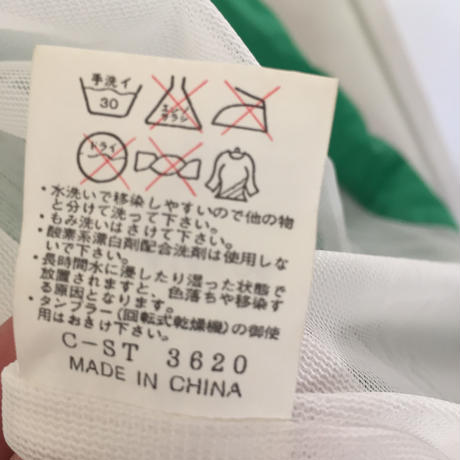 手洗イ
30
エンソ
サラシ
ドライ
・水洗いで移染しやすいので他の物
と分けて洗って下さい。
・もみ洗いはさけて下さい。
・酸素系漂白剤配合洗剤は使用しな
いで下さい。
・長時間水に浸したり湿った状態で
放置されますと、色落ちや移染す
る原因となります。
・タンブラー(回転式乾燥機)の御使
用はおさけ下さい。
C-ST 3620
MADE IN CHINA